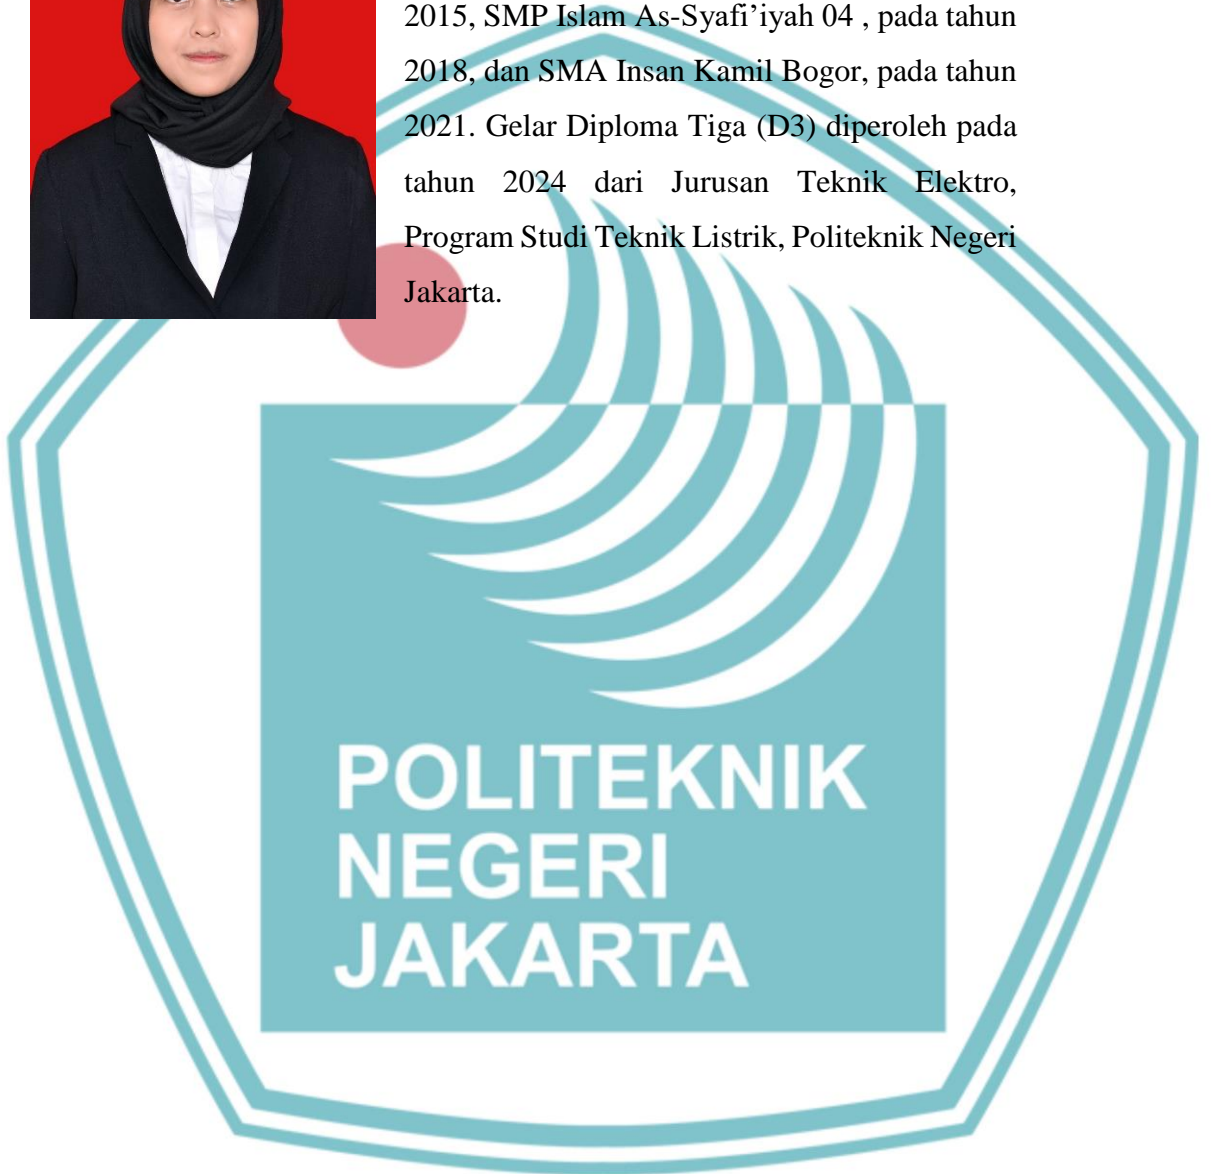 2015, SMP Islam As-Syafi’iyah 04 , pada tahun
2018, dan SMA Insan Kamil Bogor, pada tahun
2021. Gelar Diploma Tiga (D3) diperoleh pada
tahun 2024 dari Jurusan Teknik Elektro,
Program Studi Teknik Listrik, Politeknik Negeri
Jakarta.
POLITEKNIK
NEGERI
JAKARTA